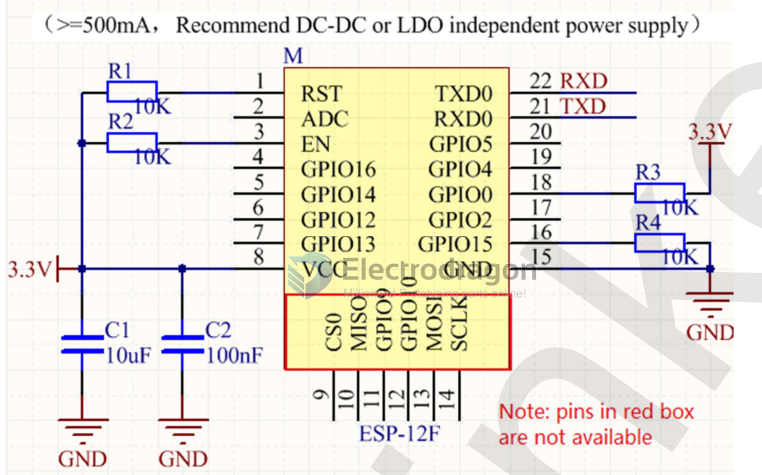 (>=500mA, Recommend DC-DC or LDO independent power supply)
M
R1
10K
R2
10K
1 RST
2 ADC
3 EN
4 GPIO16
5 GPIO14
6 GPIO12
7 GPIO13
8 VCC
TXD0 22 RXD
RXD0 21 TXD
GPIO5 20
GPIO4 19
GPIO0 18
GPIO2 17
GPIO15 16
GND 15
3.3V
R3
10K
R4
10K
GND
3.3V
Electrodragon
C1
10uF
C2
100nF
GND
GND
CS0
MISO
GPIO9
GPIO10
MOSI
SCLK
9
10
11
12
13
14
ESP-12F
Note: pins in red box
are not available